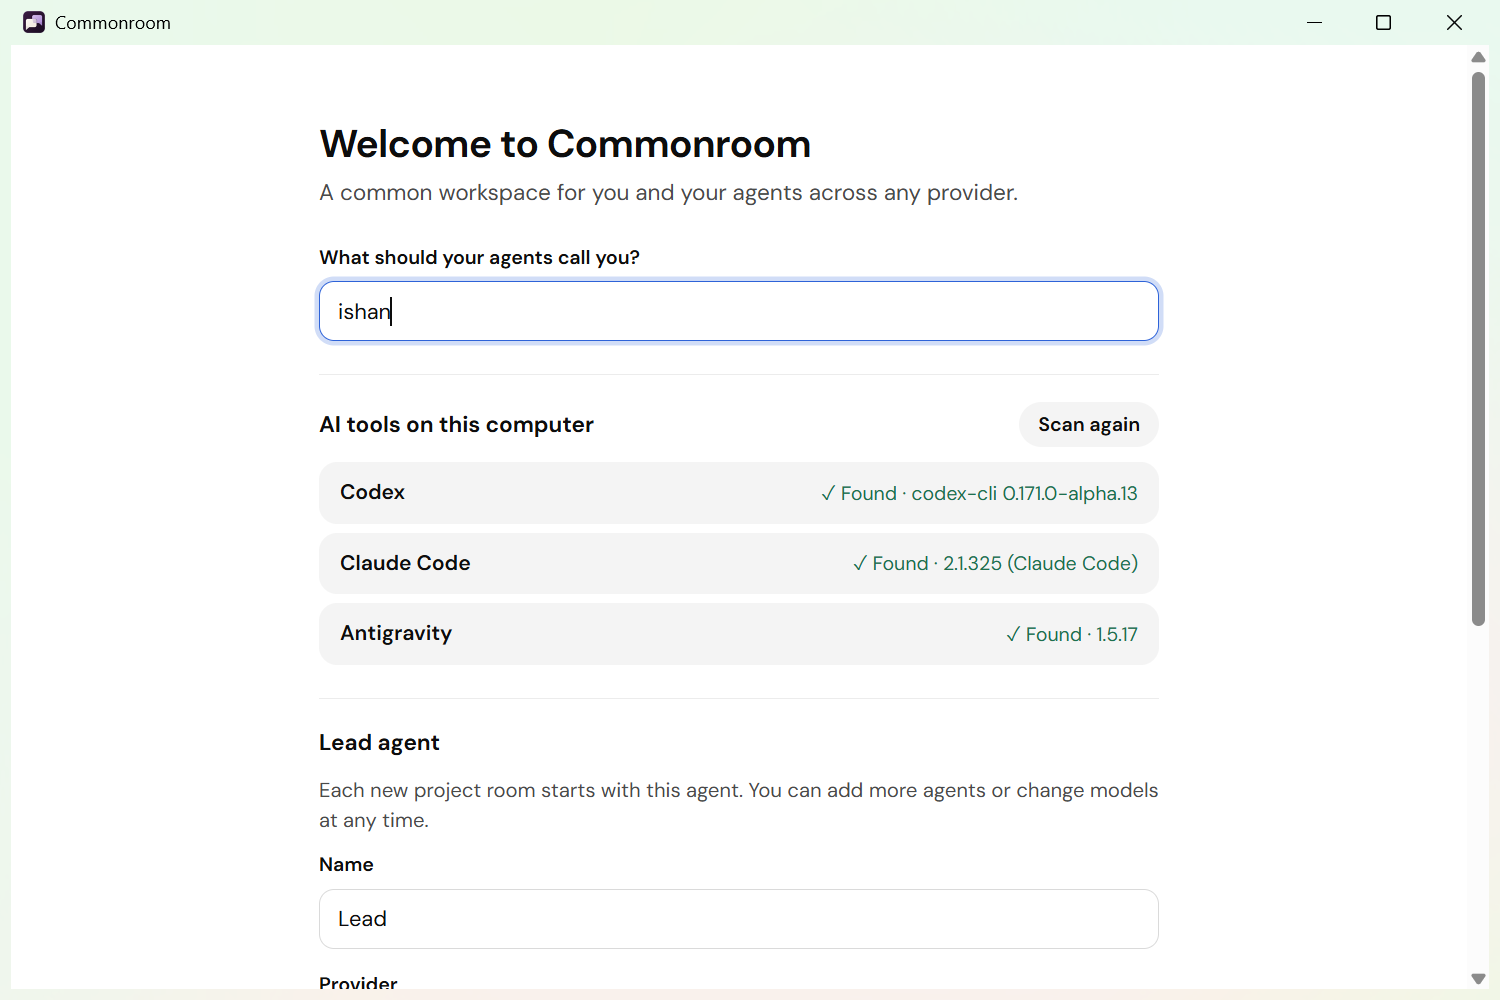 Commonroom
Welcome to Commonroom
A common workspace for you and your agents across any provider.
What should your agents call you?
ishan
AI tools on this computer
Scan again
Codex
✓ Found · codex-cli 0.171.0-alpha.13
Claude Code
✓ Found · 2.1.325 (Claude Code)
Antigravity
✓ Found · 1.5.17
Lead agent
Each new project room starts with this agent. You can add more agents or change models
at any time.
Name
Lead
Provider